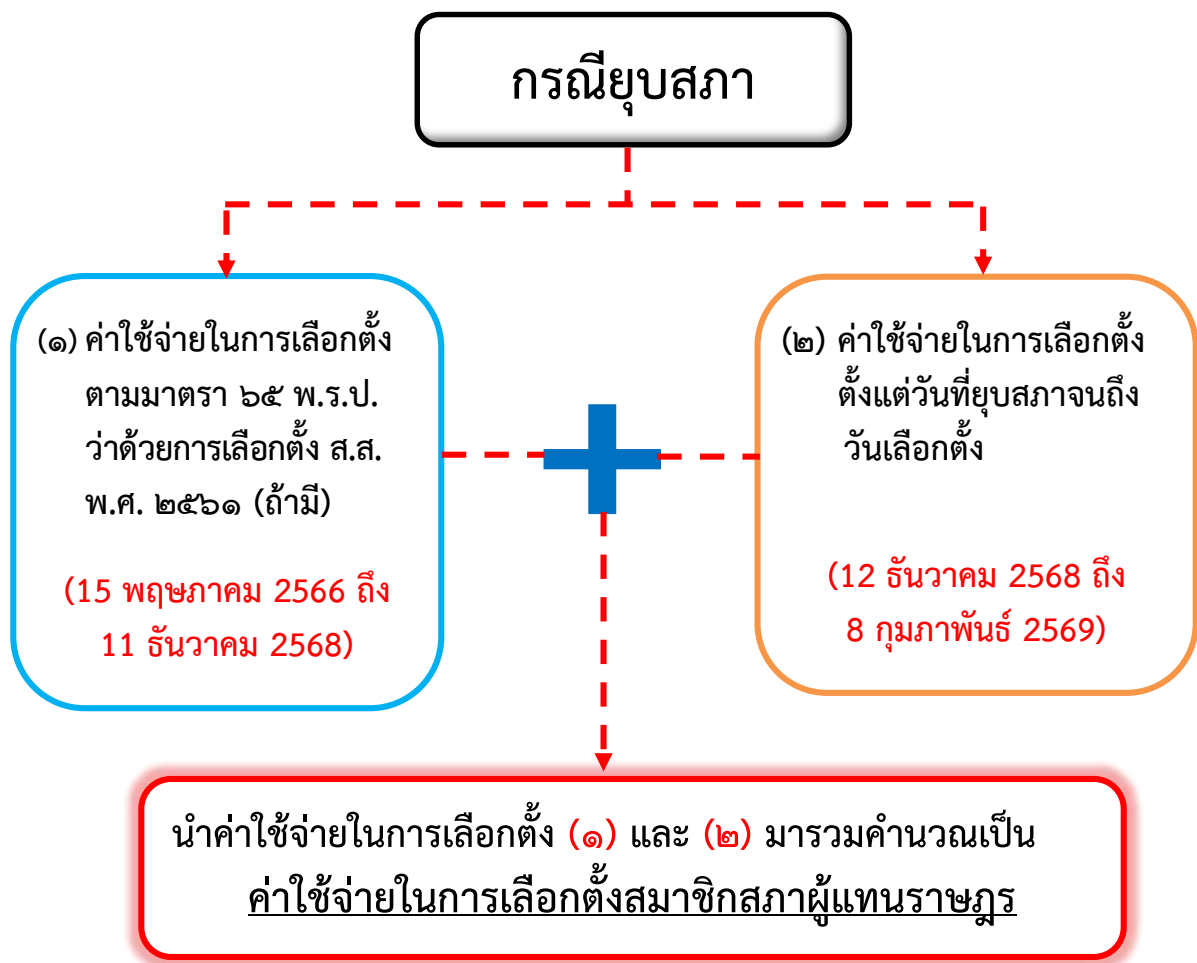 กรณียุบสภา
(๑) ค่าใช้จ่ายในการเลือกตั้ง
ตามมาตรา ๖๕ พ.ร.ป.
ว่าด้วยการเลือกตั้ง ส.ส.
พ.ศ. ๒๕๖๑ (ถ้ามี)
(15 พฤษภาคม 2566 ถึง
11 ธันวาคม 2568)
(๒) ค่าใช้จ่ายในการเลือกตั้ง
ตั้งแต่วันที่ยุบสภาจนถึง
วันเลือกตั้ง
(12 ธันวาคม 2568 ถึง
8 กุมภาพันธ์ 2569)
นำค่าใช้จ่ายในการเลือกตั้ง (๑) และ (๒) มารวมคำนวณเป็น
ค่าใช้จ่ายในการเลือกตั้งสมาชิกสภาผู้แทนราษฎร